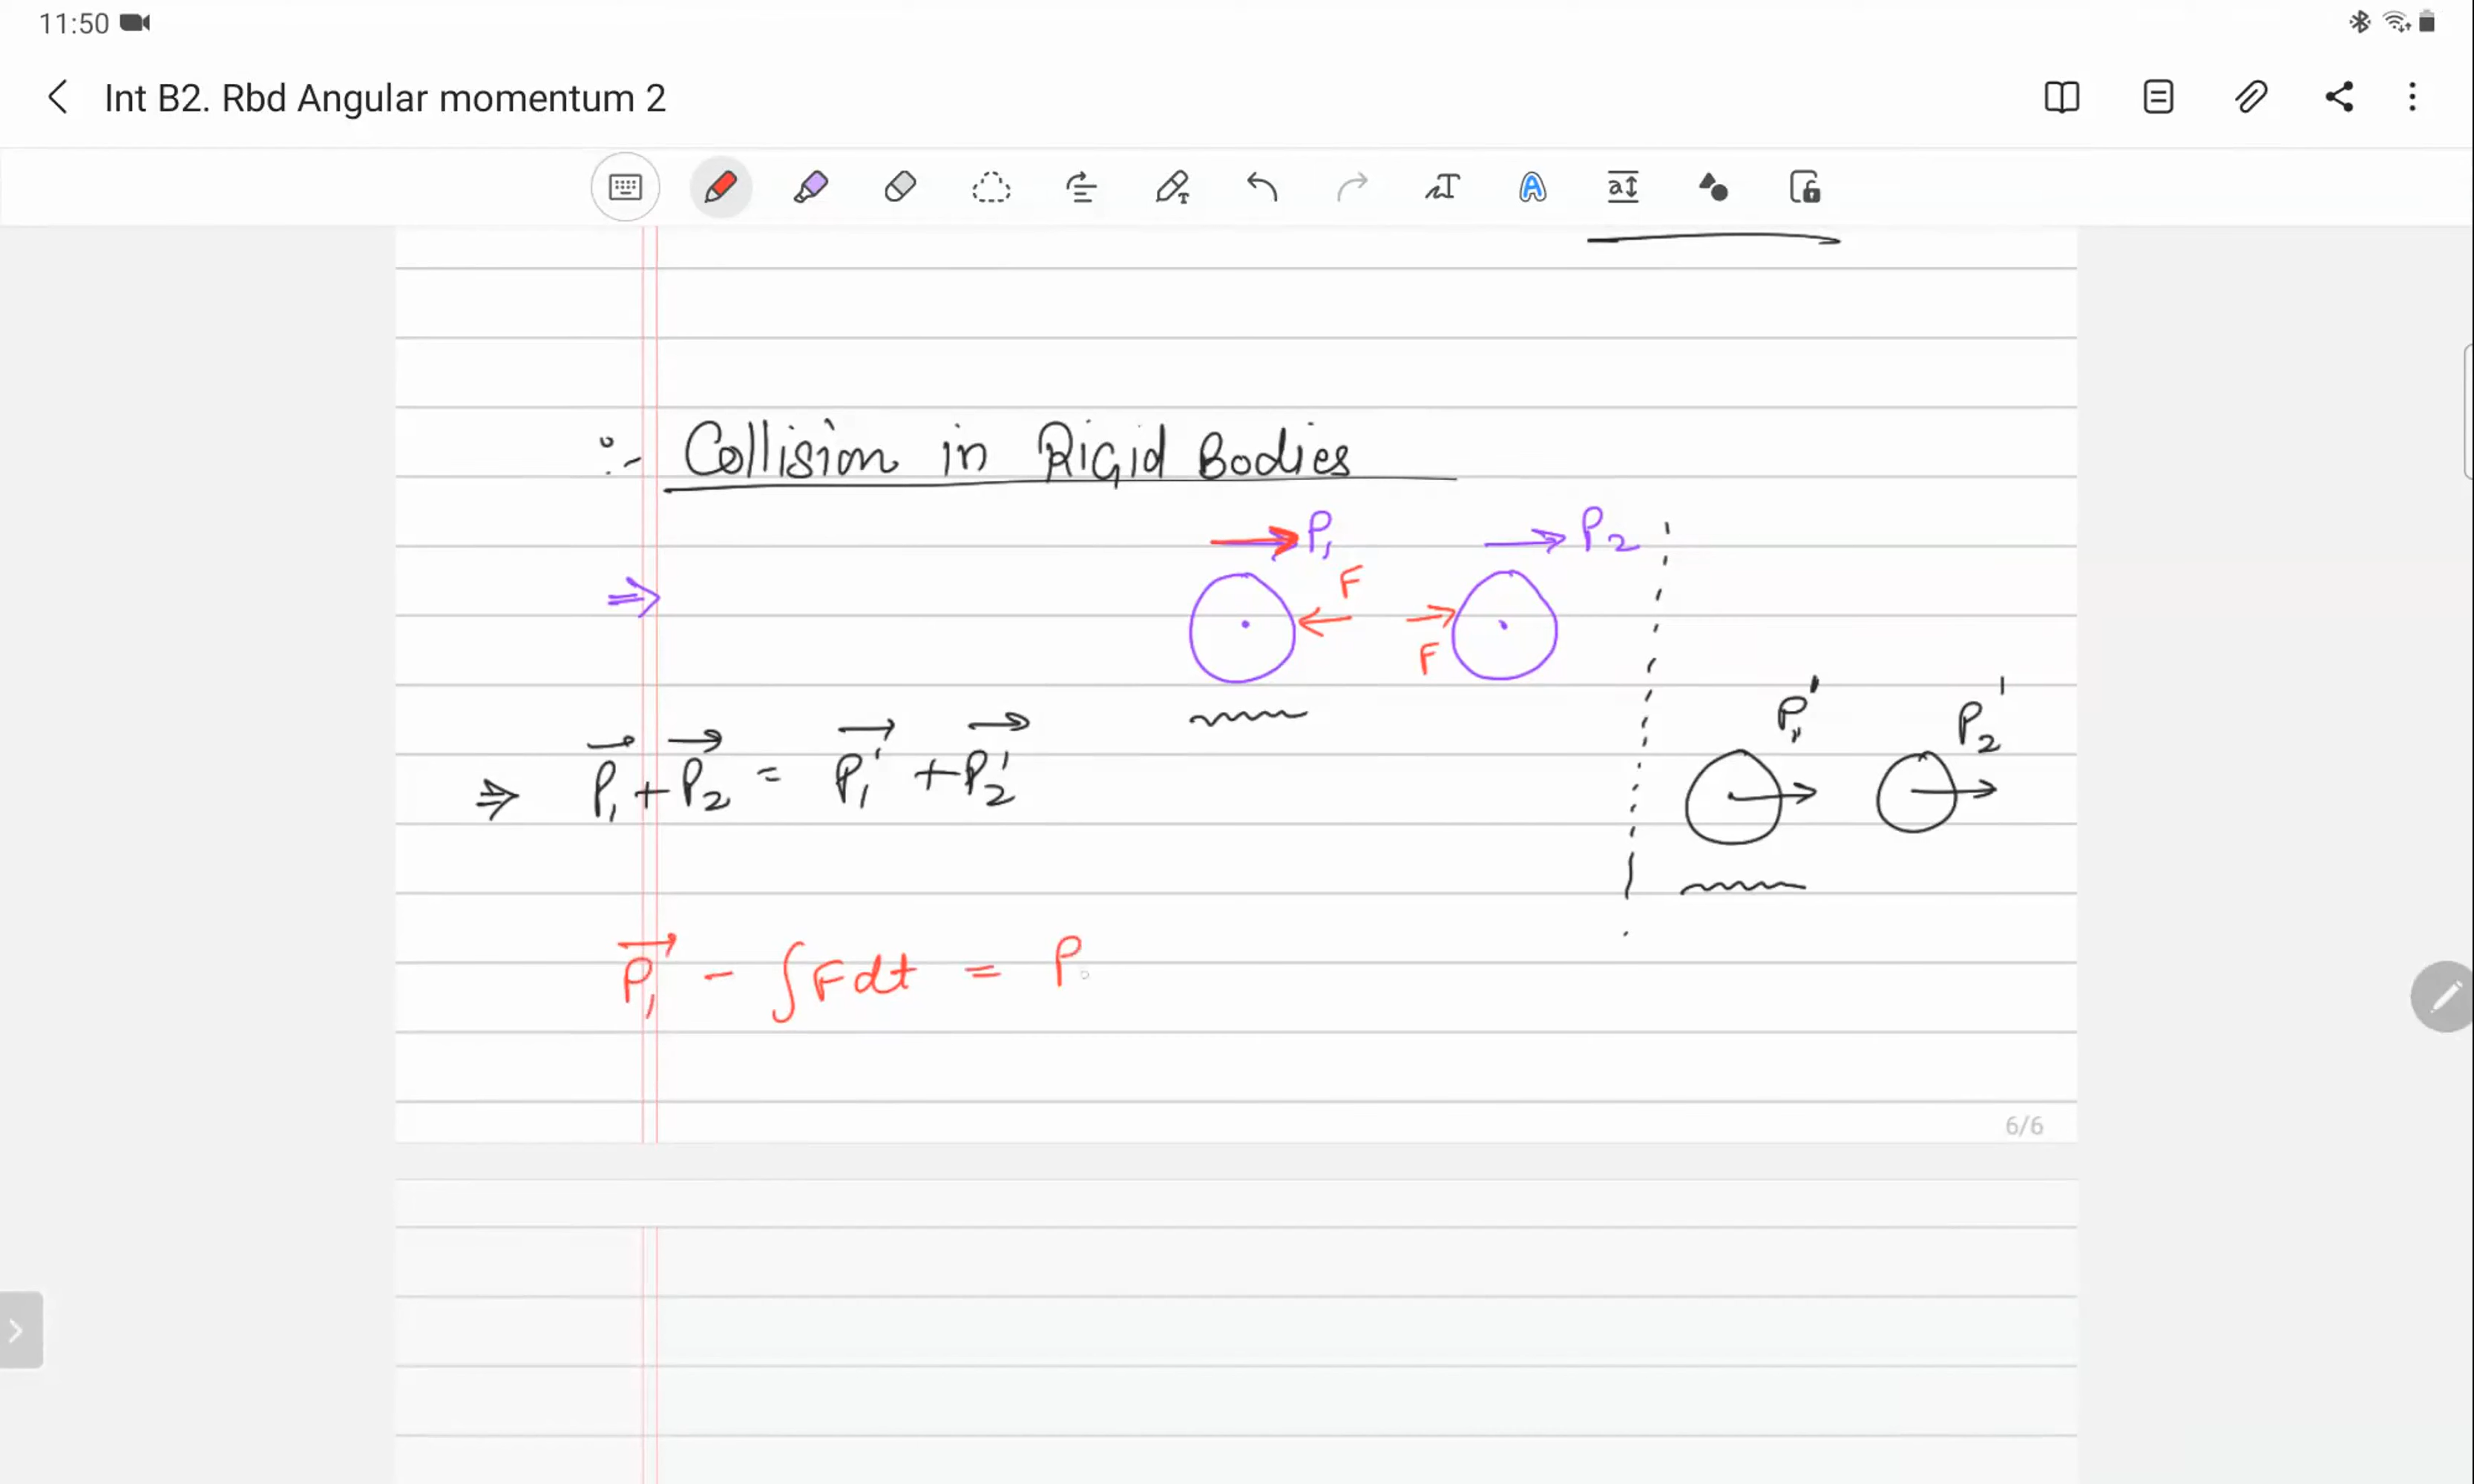 11:50
Int B2. Rbd Angular momentum 2
:- Collision in Rigid Bodies
P₁ P₂
F
F
P₁' P₂'
⇒ P₁ + P₂ = P₁' + P₂'
P₁ - ∫F dt = P
6/6